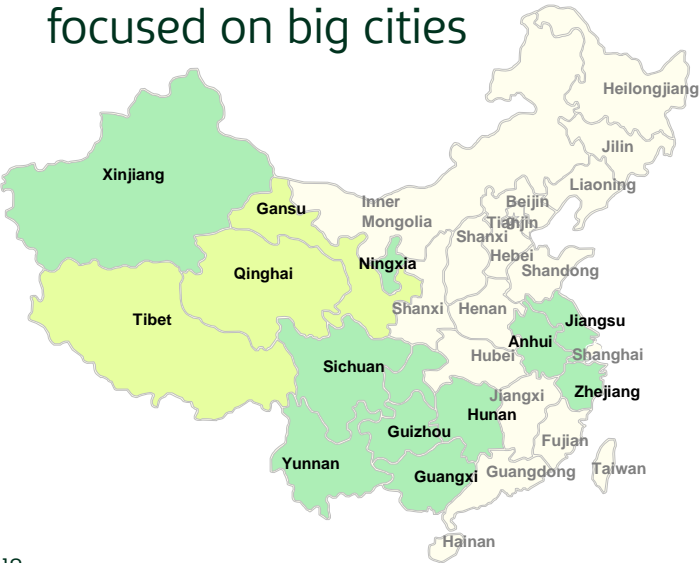 focused on big cities
Heilongjiang
Jilin
Liaoning
Xinjiang
Gansu
Inner
Mongolia
Beijin
g
Tianjin
Shanxi
Hebei
Qinghai
Ningxia
Shandong
Tibet
Shanxi
Henan
Jiangsu
Anhui
Hubei
Shanghai
Sichuan
Zhejiang
Jiangxi
Hunan
Guizhou
Fujian
Yunnan
Guangxi
Guangdong
Taiwan
Hainan